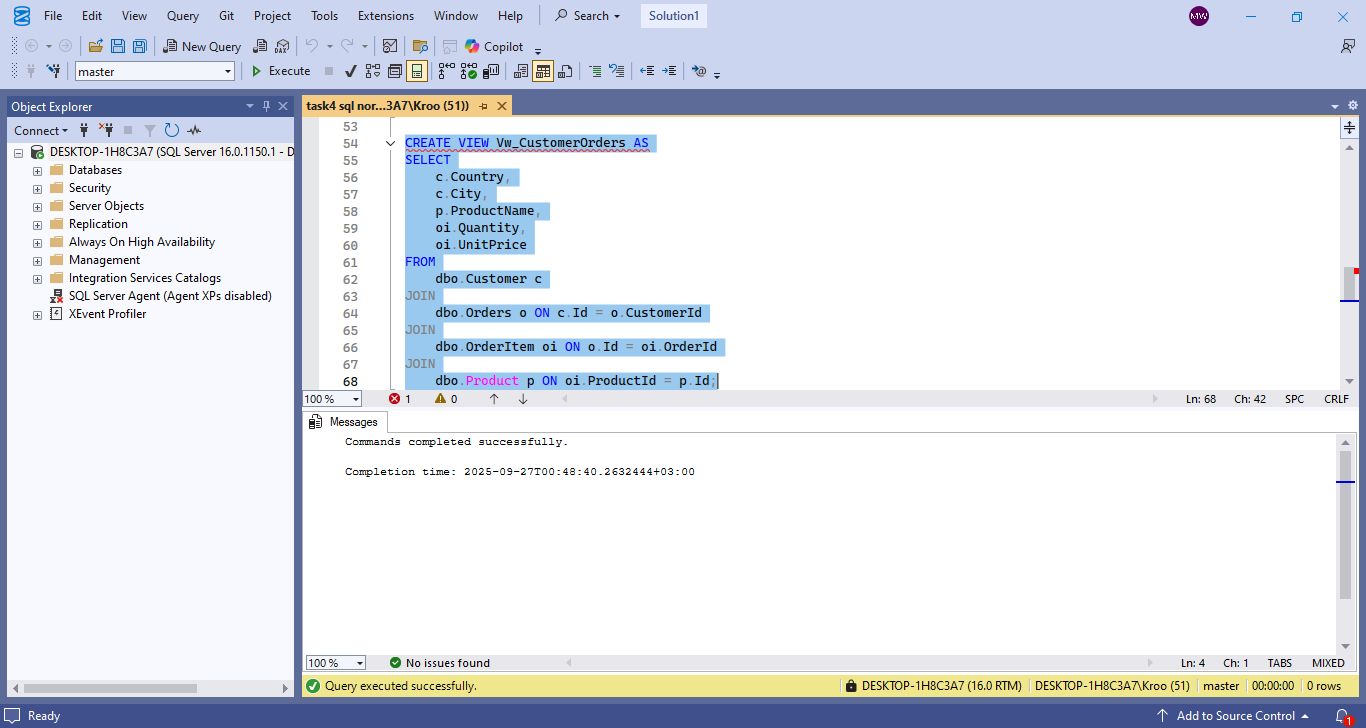 File Edit View Query Git Project Tools Extensions Window Help Search Solution1 MW
New Query DAX Copilot
master Execute
Object Explorer
Connect
DESKTOP-1H8C3A7 (SQL Server 16.0.1150.1 - D
Databases
Security
Server Objects
Replication
Always On High Availability
Management
Integration Services Catalogs
SQL Server Agent (Agent XPs disabled)
XEvent Profiler
task4 sql nor...3A7\Kroo (51))
53
54 CREATE VIEW Vw_CustomerOrders AS
55 SELECT
56 c.Country,
57 c.City,
58 p.ProductName,
59 oi.Quantity,
60 oi.UnitPrice
61 FROM
62 dbo.Customer c
63 JOIN
64 dbo.Orders o ON c.Id = o.CustomerId
65 JOIN
66 dbo.OrderItem oi ON o.Id = oi.OrderId
67 JOIN
68 dbo.Product p ON oi.ProductId = p.Id;
100 % 1 0 Ln: 68 Ch: 42 SPC CRLF
Messages
Commands completed successfully.
Completion time: 2025-09-27T00:48:40.2632444+03:00
100 % No issues found Ln: 4 Ch: 1 TABS MIXED
Query executed successfully. DESKTOP-1H8C3A7 (16.0 RTM) DESKTOP-1H8C3A7\Kroo (51) master 00:00:00 0 rows
Ready Add to Source Control 1